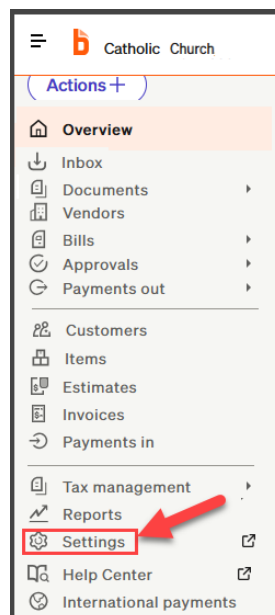 b Catholic Church
Actions +
Overview
Inbox
Documents
Vendors
Bills
Approvals
Payments out
Customers
Items
Estimates
Invoices
Payments in
Tax management
Reports
Settings
Help Center
International payments